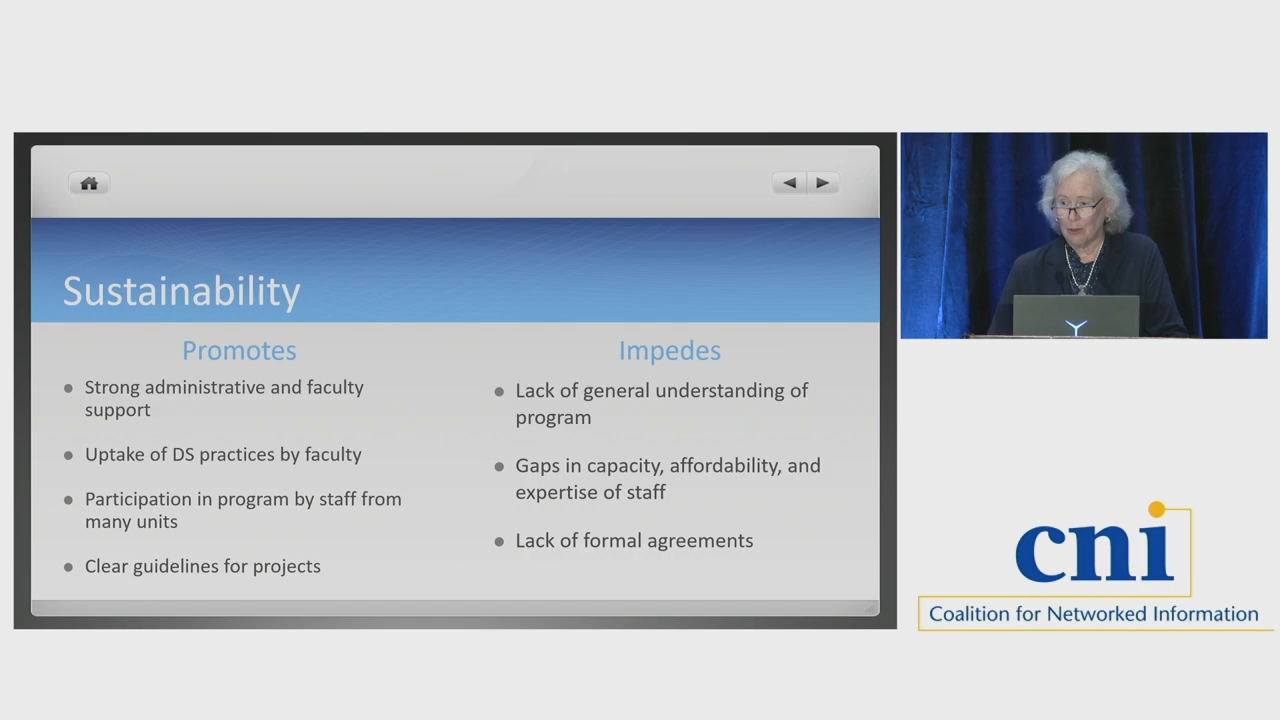 Sustainability
Promotes
Strong administrative and faculty
support
Uptake of DS practices by faculty
Participation in program by staff from
many units
Clear guidelines for projects
Impedes
Lack of general understanding of
program
Gaps in capacity, affordability, and
expertise of staff
Lack of formal agreements
cni
Coalition for Networked Information